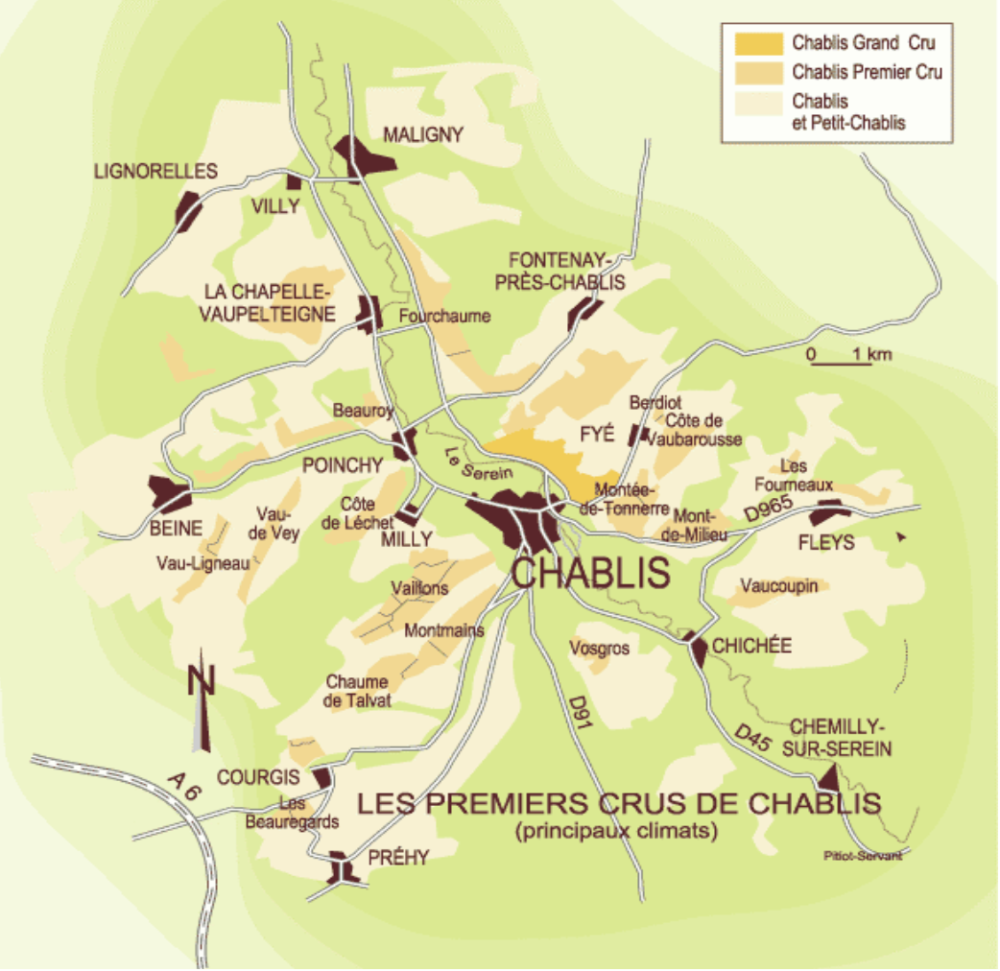 Chablis Grand Cru
Chablis Premier Cru
Chablis
et Petit-Chablis
MALIGNY
LIGNORELLES
VILLY
FONTENAY-
PRÈS-CHABLIS
LA CHAPELLE-
VAUPELTEIGNE
Fourchaume
0 1 km
Berdiot
Beauroy
Côte de
Vaubarousse
FYÉ
POINCHY
Le Serein
Les
Fourneaux
Montée-
de-Tonnerre
D965
Mont-
de-Milieu
Côte
de Léchet
Vau-
de Vey
BEINE
MILLY
FLEYS
Vau-Ligneau
CHABLIS
Vaillons
Vaucoupin
Montmains
Vosgros
CHICHÉE
N
Chaume
de Talvat
D91
D45
CHEMILLY-
SUR-SEREIN
A 6
COURGIS
LES PREMIERS CRUS DE CHABLIS
(principaux climats)
Les
Beauregards
PRÉHY
Pitiot-Servant